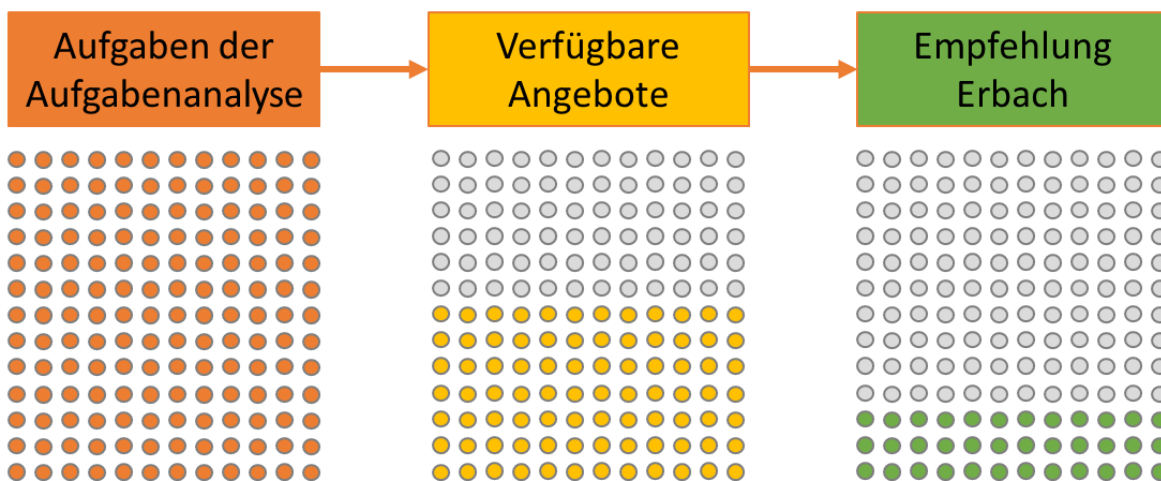 Aufgaben der
Aufgabenanalyse
Verfügbare
Angebote
Empfehlung
Erbach